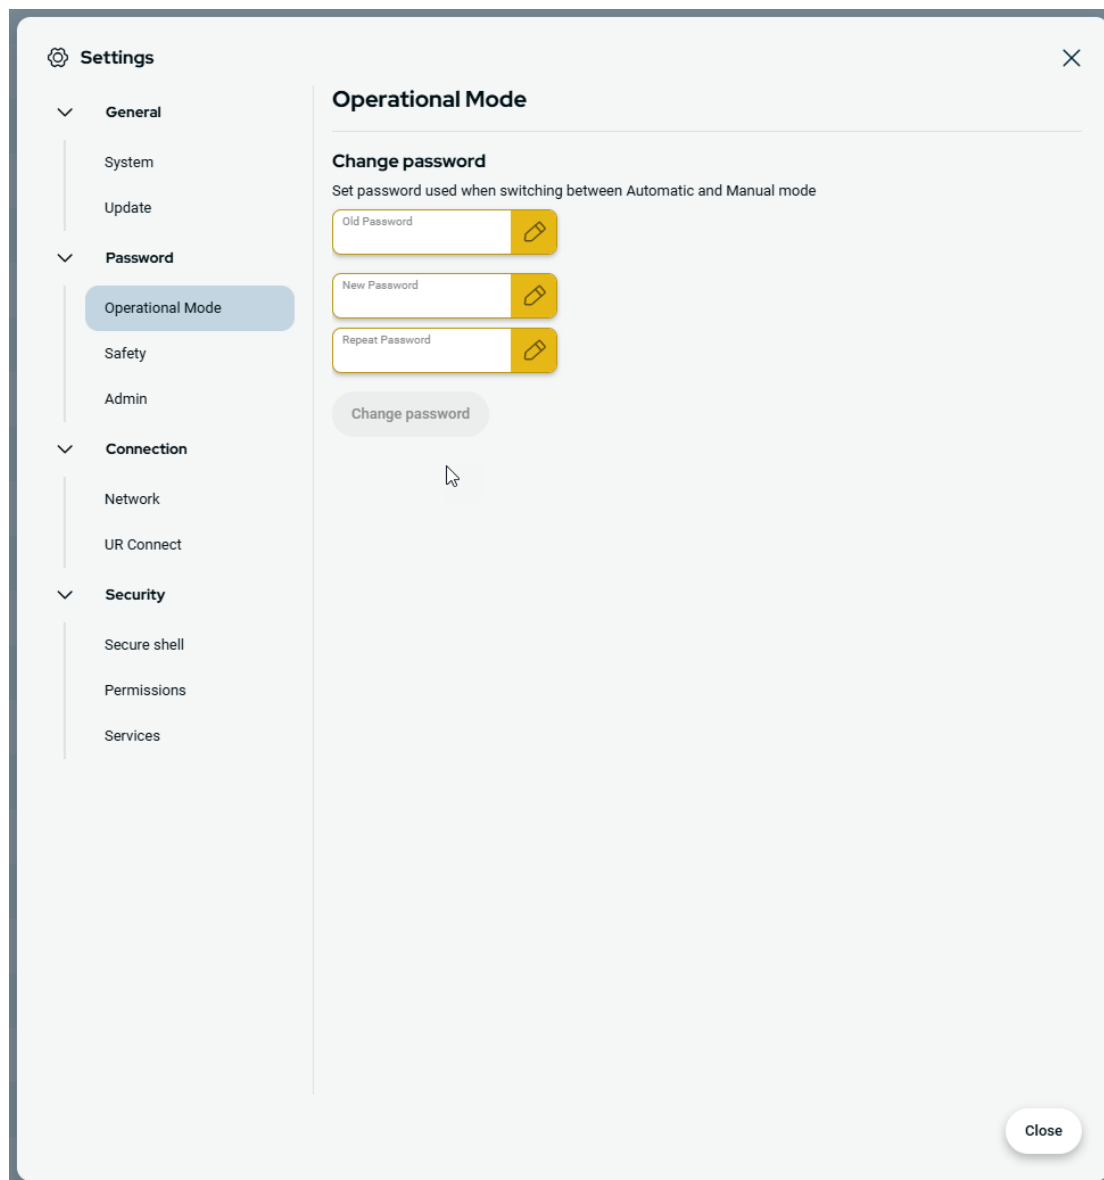 Settings
General
System
Update
Password
Operational Mode
Safety
Admin
Connection
Network
UR Connect
Security
Secure shell
Permissions
Services
Operational Mode
Change password
Set password used when switching between Automatic and Manual mode
Old Password
New Password
Repeat Password
Change password
Close